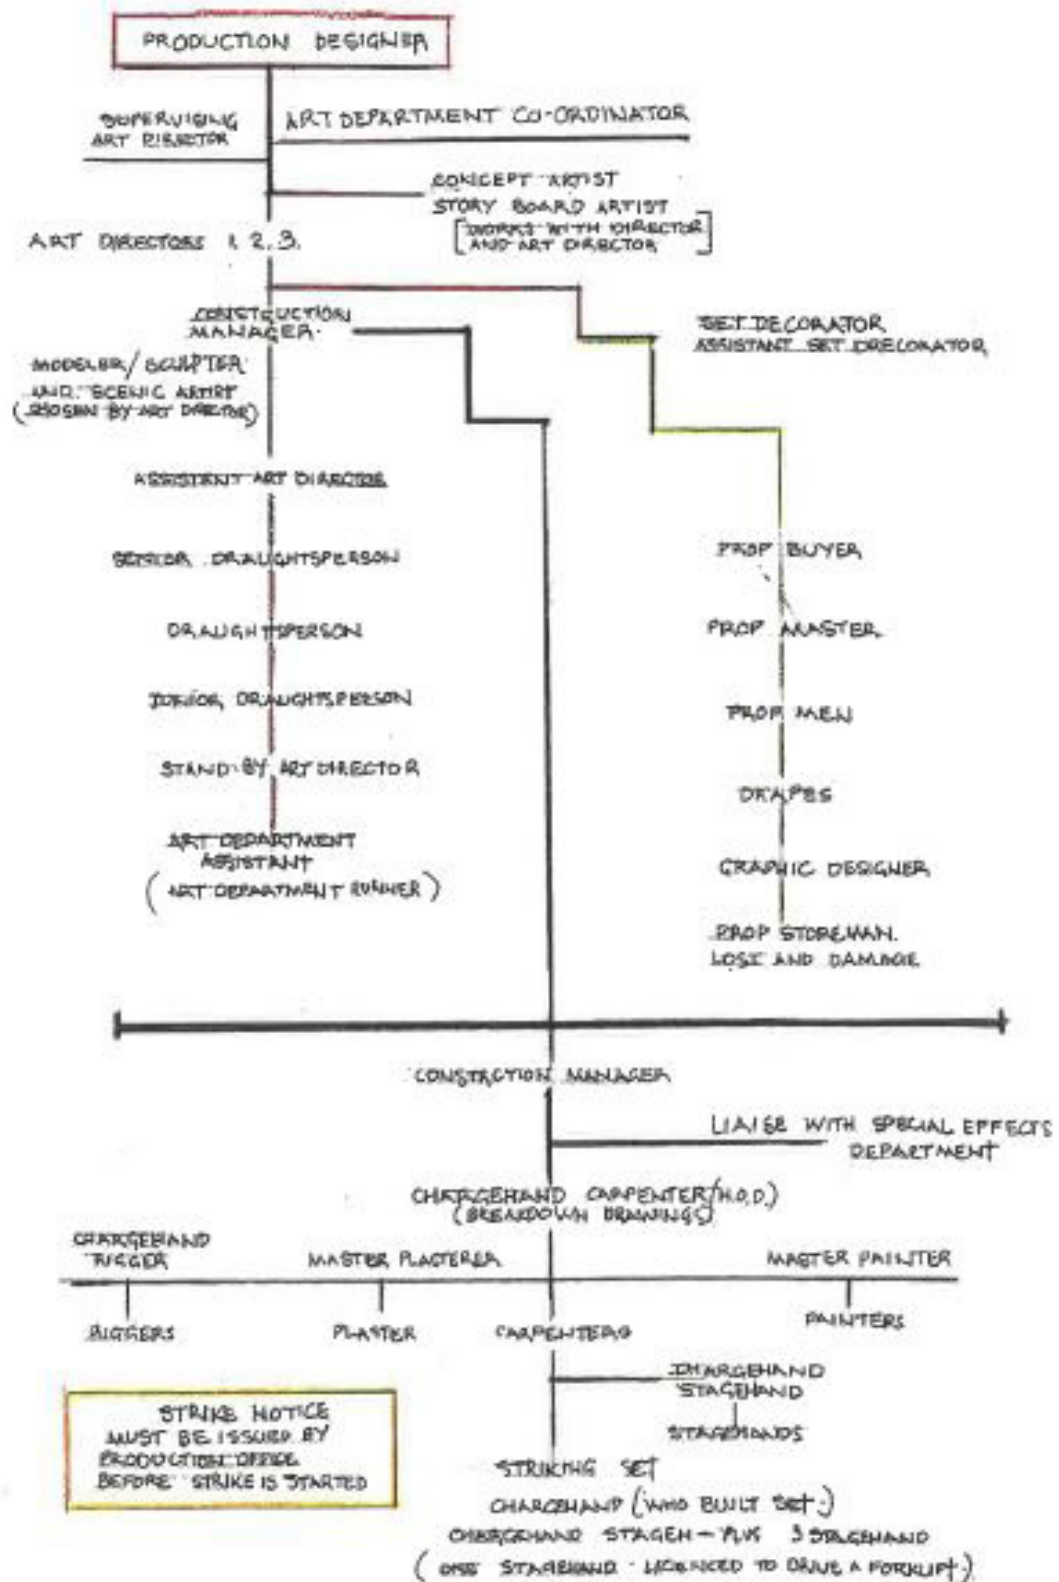 PRODUCTION DESIGNER
SUPERVISING
ART DIRECTOR
ART DEPARTMENT CO-ORDINATOR
CONCEPT ARTIST
STORY BOARD ARTIST
[WORKS WITH DIRECTOR
AND ART DIRECTOR]
ART DIRECTORS 1. 2. 3.
CONSTRUCTION
MANAGER.
SET DECORATOR
ASSISTANT SET DRECORATOR
MODELER/SCULPTER
AND SCENIC ARTIST
(CHOSEN BY ART DIRECTOR)
ASSISTENT ART DIRECTOR
SENIOR DRAUGHTSPERSON
DRAUGHTSPERSON
JUNIOR DRAUGHTSPERSON
STAND-BY ART DIRECTOR
ART DEPARTMENT
ASSISTANT
(ART DEPARTMENT RUNNER)
PROP BUYER
PROP MASTER
PROP MEN
DRAPES
GRAPHIC DESIGNER
PROP STOREMAN.
LOST AND DAMAGE
CONSTRCTION MANAGER
LIAISE WITH SPECIAL EFFECTS
DEPARTMENT
CHARGEHAND CARPENTER/H.O.D.)
(BREAKDOWN DRAWINGS)
CHARGEHAND
RIGGER
MASTER PLASTERER
MASTER PAINTER
RIGGERS
PLASTER
CARPENTERS
PAINTERS
CHARGEHAND
STAGEHAND
STAGEHANDS
STRIKE NOTICE
MUST BE ISSUED BY
PRODUCTION OFFICE
BEFORE STRIKE IS STARTED
STRIKING SET
CHARGEHAND (WHO BUILT SET.)
CHARGEHAND STAGEH - PLUS 3 STAGEHAND
(ONE STAGEHAND - LICENCED TO DRIVE A FORKLIFT.)